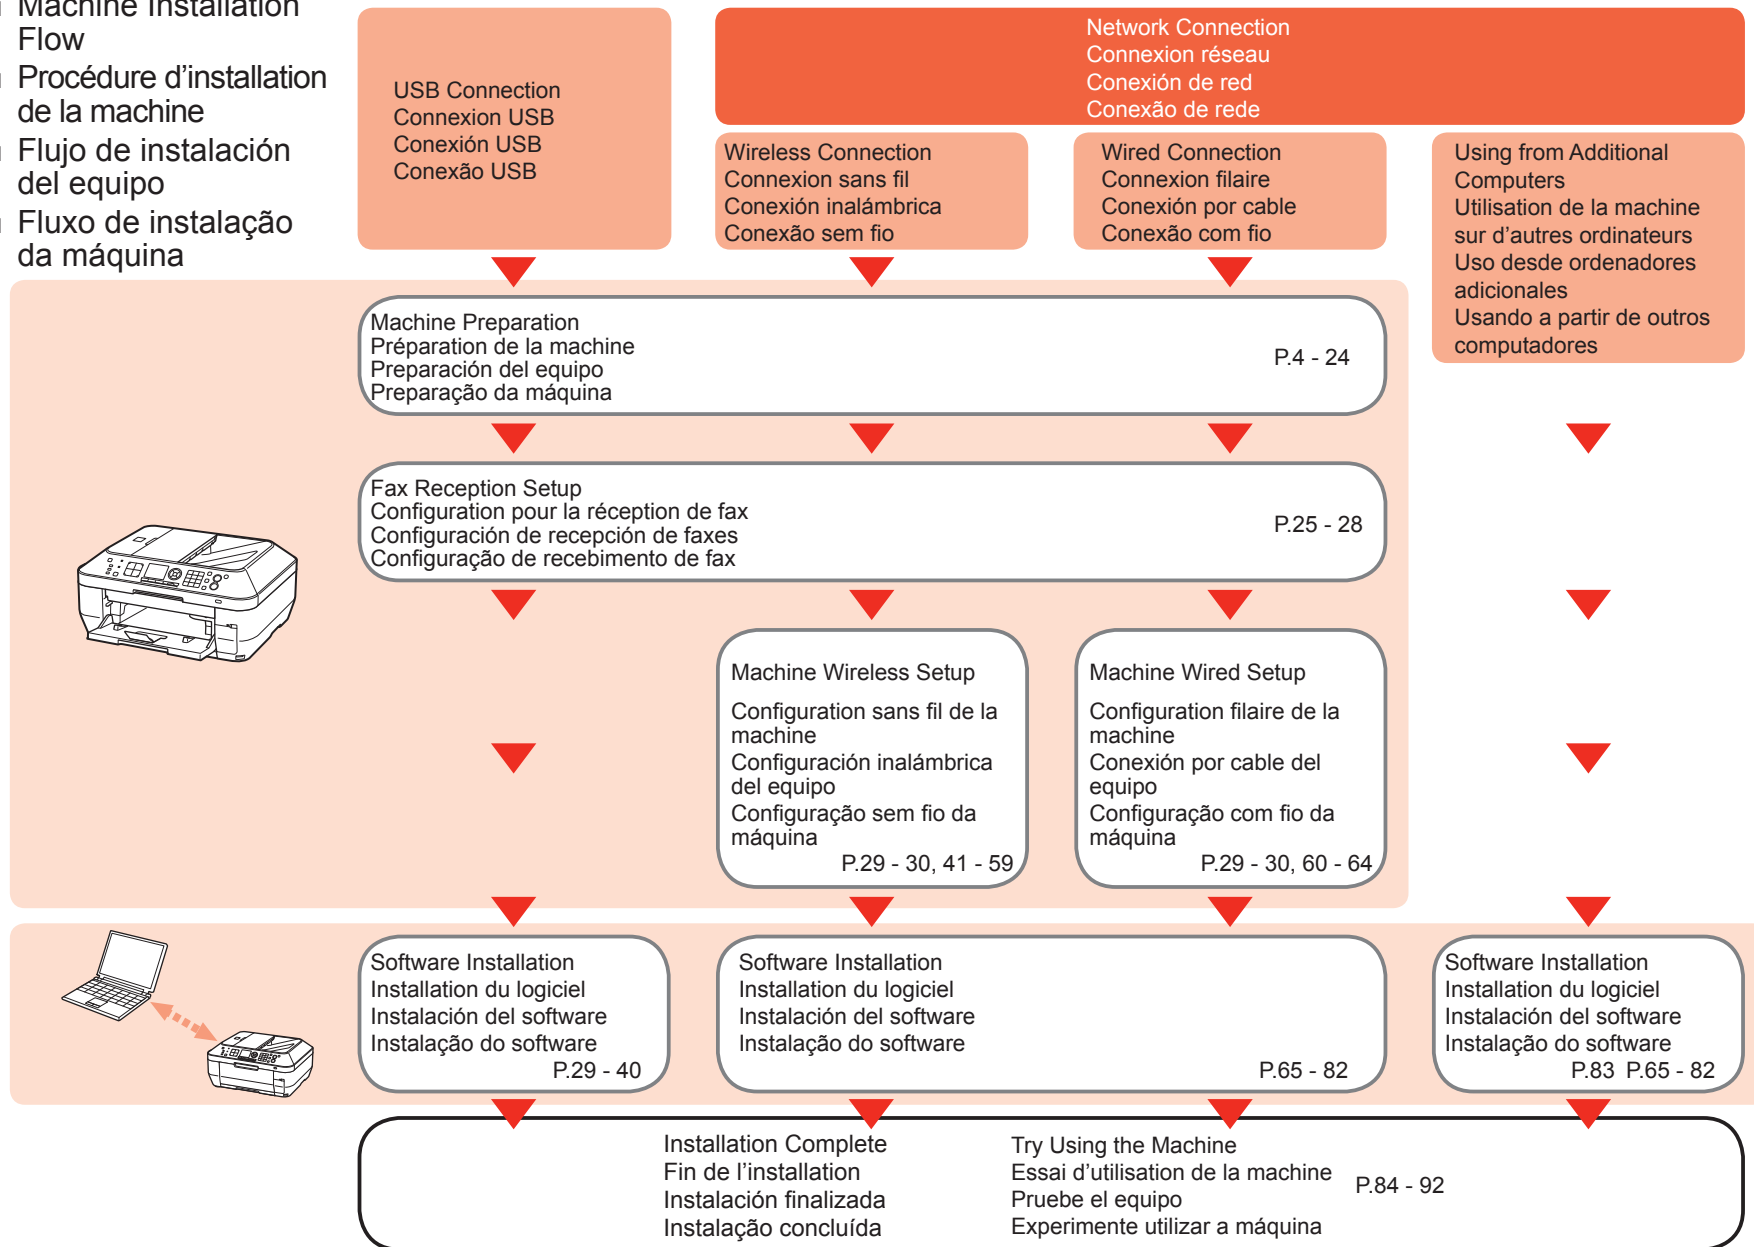 Machine Installation
Flow
Procédure d’installation
de la machine
Flujo de instalación
del equipo
Fluxo de instalação
da máquina
USB Connection
Connexion USB
Conexión USB
Conexão USB
Network Connection
Connexion réseau
Conexión de red
Conexão de rede
Wireless Connection
Connexion sans fil
Conexión inalámbrica
Conexão sem fio
Wired Connection
Connexion filaire
Conexión por cable
Conexão com fio
Using from Additional
Computers
Utilisation de la machine
sur d’autres ordinateurs
Uso desde ordenadores
adicionales
Usando a partir de outros
computadores
Machine Preparation
Préparation de la machine
Preparación del equipo
Preparação da máquina
P.4 - 24
Fax Reception Setup
Configuration pour la réception de fax
Configuración de recepción de faxes
Configuração de recebimento de fax
P.25 - 28
Machine Wireless Setup
Configuration sans fil de la
machine
Configuración inalámbrica
del equipo
Configuração sem fio da
máquina
P.29 - 30, 41 - 59
Machine Wired Setup
Configuration filaire de la
machine
Conexión por cable del
equipo
Configuração com fio da
máquina
P.29 - 30, 60 - 64
Software Installation
Installation du logiciel
Instalación del software
Instalação do software
P.29 - 40
Software Installation
Installation du logiciel
Instalación del software
Instalação do software
P.65 - 82
Software Installation
Installation du logiciel
Instalación del software
Instalação do software
P.83 P.65 - 82
Installation Complete
Fin de l’installation
Instalación finalizada
Instalação concluída
Try Using the Machine
Essai d’utilisation de la machine
Pruebe el equipo
Experimente utilizar a máquina
P.84 - 92